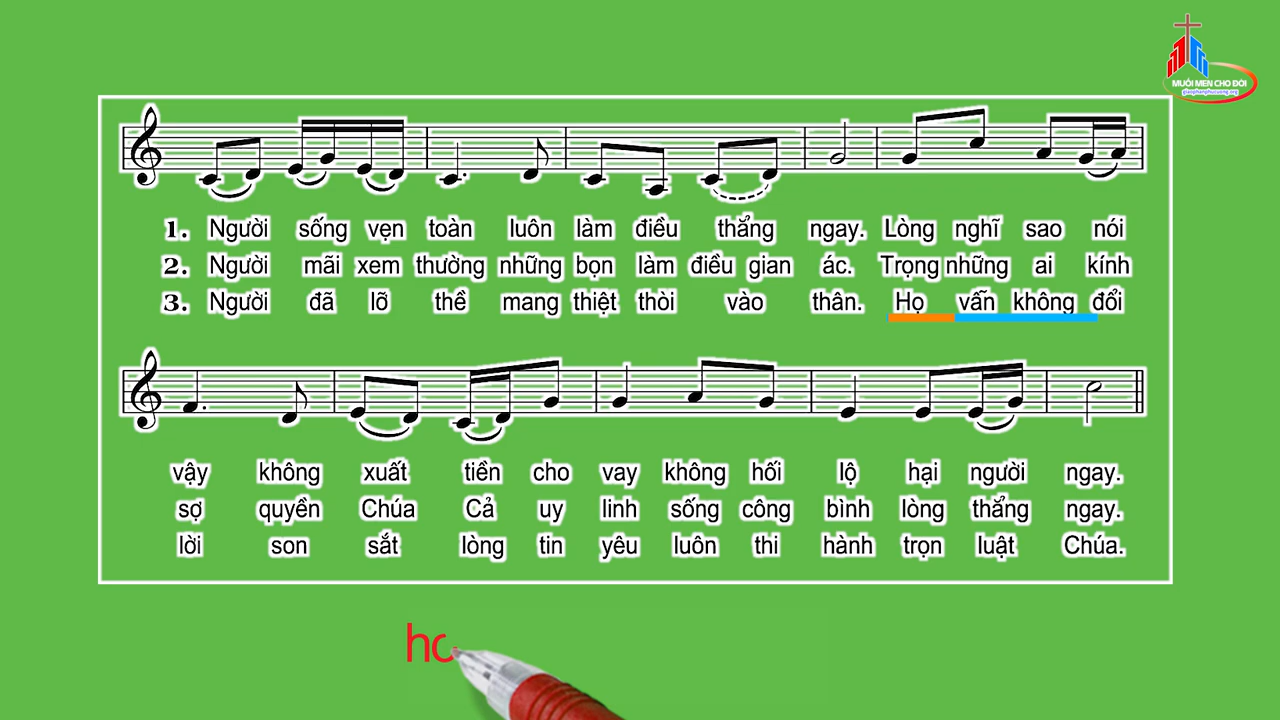 MUỐI MEN CHO ĐỜI
giaophanphucuong.org
1. Người sống vẹn toàn luôn làm điều thẳng ngay. Lòng nghĩ sao nói
2. Người mãi xem thường những bọn làm điều gian ác. Trọng những ai kính
3. Người đã lỡ thề mang thiệt thòi vào thân. Họ vẫn không đổi
vậy không xuất tiền cho vay không hối lộ hại người ngay.
sợ quyền Chúa Cả uy linh sống công bình lòng thẳng ngay.
lời son sắt lòng tin yêu luôn thi hành trọn luật Chúa.
ho